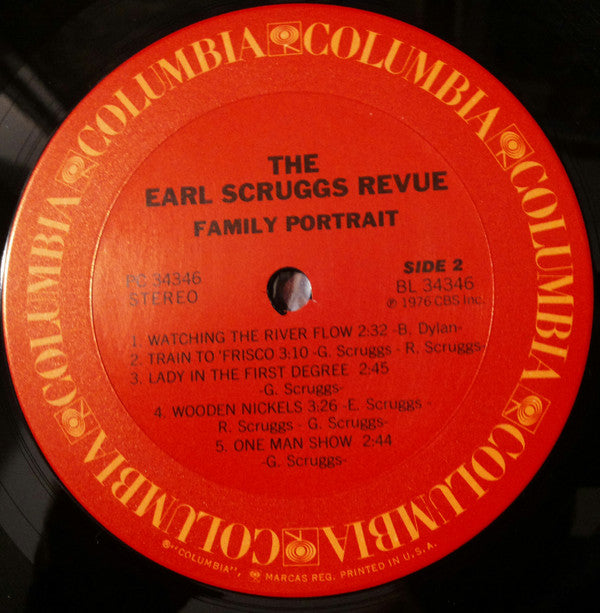 COLUMBIA COLUMBIA COLUMBIA COLUMBIA COLUMBIA COLUMBIA
THE
EARL SCRUGGS REVUE
FAMILY PORTRAIT
PC 34346
STEREO
SIDE 2
BL 34346
℗ 1976 CBS Inc.
1. WATCHING THE RIVER FLOW 2:32 -B. Dylan-
2. TRAIN TO 'FRISCO 3:10 -G. Scruggs - R. Scruggs-
3. LADY IN THE FIRST DEGREE 2:45
-G. Scruggs-
4. WOODEN NICKELS 3:26 -E. Scruggs -
R. Scruggs - G. Scruggs-
5. ONE MAN SHOW 2:44
-G. Scruggs-
®"COLUMBIA", MARCAS REG. PRINTED IN U.S.A.